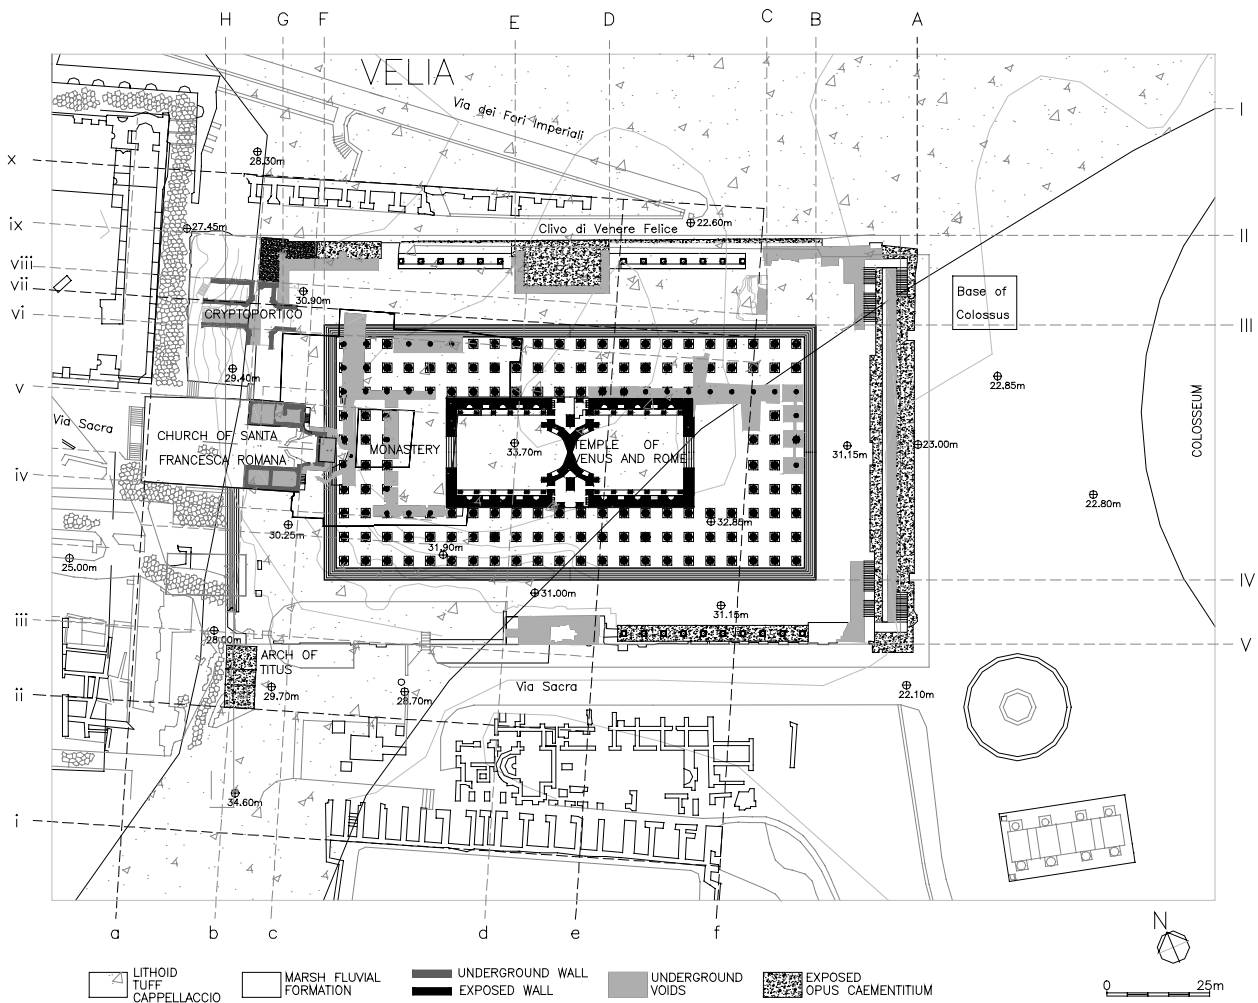 H G F E D C B A
VELIA
Via dei Fori Imperiali
I
x
28.30m
ix
27.45m
22.60m
Clivo di Venere Felice
II
viii
vii
30.90m
Base of
Colossus
vi
CRYPTOPORTICO
III
29.40m
22.85m
v
COLOSSEUM
Via Sacra
CHURCH OF SANTA
FRANCESCA ROMANA
MONASTERY
33.70m
TEMPLE OF
VENUS AND ROME
31.15m
23.00m
iv
22.80m
30.25m
32.85m
31.90m
25.00m
IV
31.00m
31.15m
iii
28.00m
V
ARCH OF
TITUS
29.70m
28.70m
Via Sacra
22.10m
ii
34.60m
i
a b c d e f
N
LITHOID
TUFF
CAPPELLACCIO
MARSH FLUVIAL
FORMATION
UNDERGROUND WALL
EXPOSED WALL
UNDERGROUND
VOIDS
EXPOSED
OPUS CAEMENTITIUM
0 25m